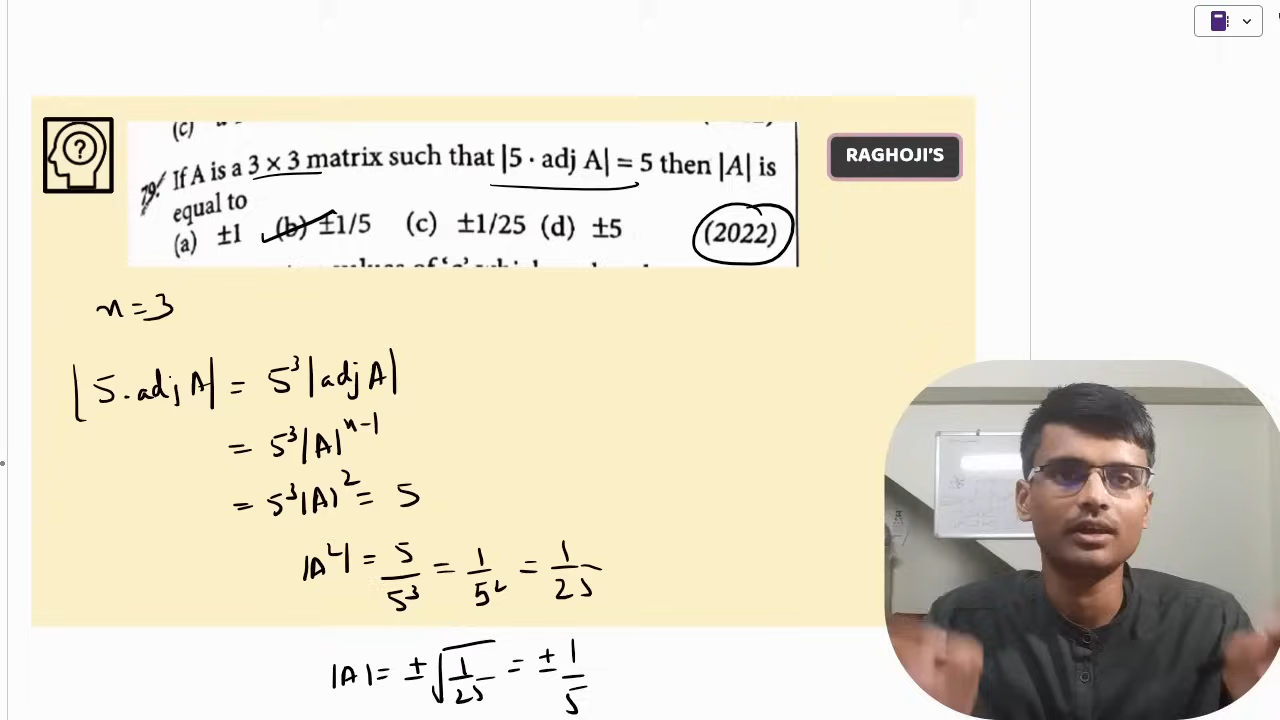 (c)
79. If A is a 3 × 3 matrix such that |5 · adj A| = 5 then |A| is
equal to
(a) ±1 (b) ±1/5 (c) ±1/25 (d) ±5 (2022)
RAGHOJI'S
n = 3
|5.adj A| = 5³|adj A|
= 5³|A|ⁿ⁻¹
= 5³|A|² = 5
|A²| = 5/5³ = 1/5² = 1/25
|A| = ±√(1/25) = ±1/5